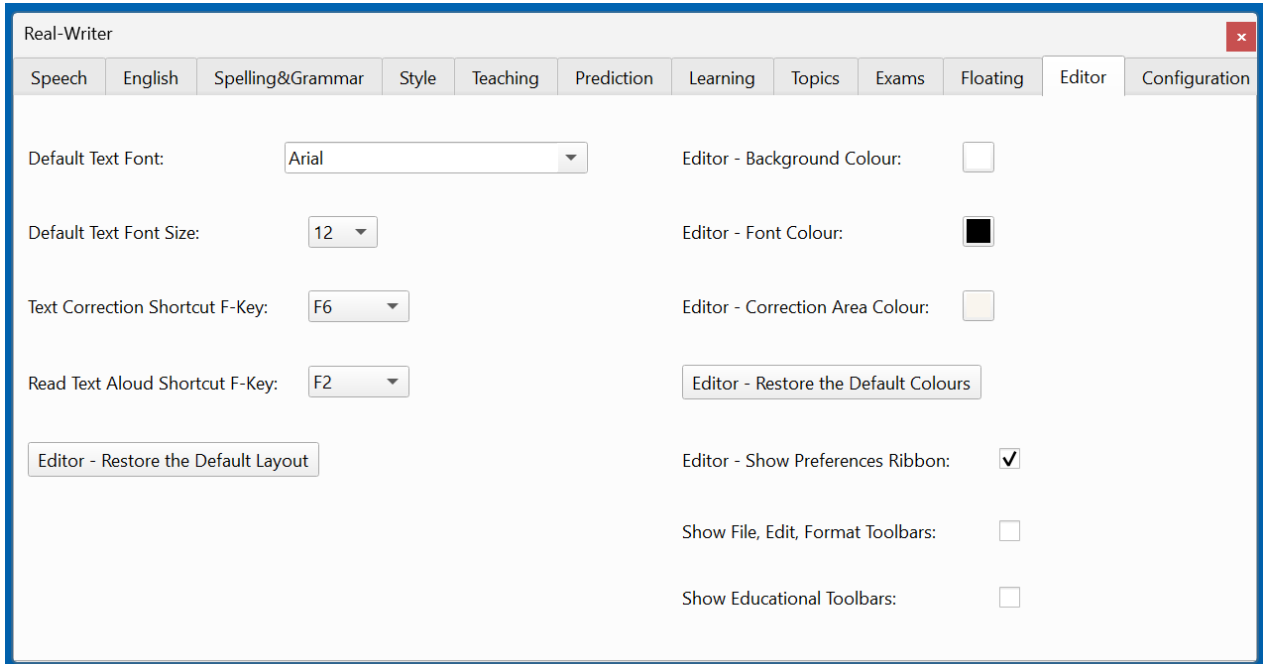 Real-Writer
Speech English Spelling&Grammar Style Teaching Prediction Learning Topics Exams Floating Editor Configuration
Default Text Font: Arial
Editor - Background Colour:
Default Text Font Size: 12
Editor - Font Colour:
Text Correction Shortcut F-Key: F6
Editor - Correction Area Colour:
Read Text Aloud Shortcut F-Key: F2
Editor - Restore the Default Colours
Editor - Restore the Default Layout
Editor - Show Preferences Ribbon:
Show File, Edit, Format Toolbars:
Show Educational Toolbars: